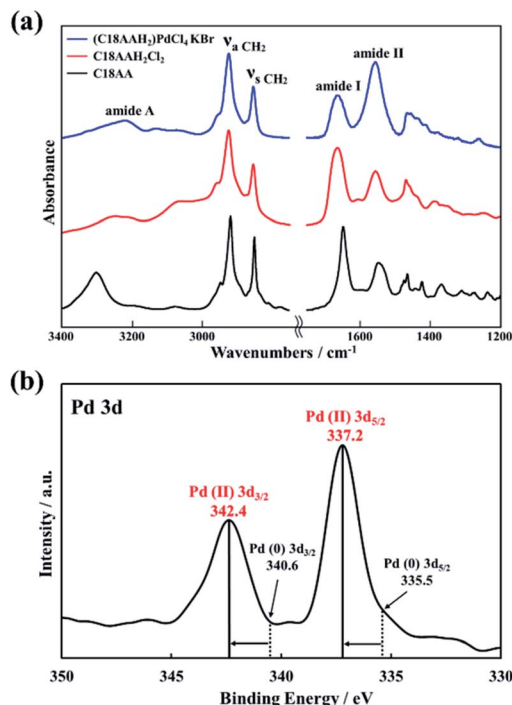 (a)
(C18AAH₂)PdCl₄ KBr
C18AAH₂Cl₂
C18AA
νₐ CH₂
νₛ CH₂
amide A
amide I
amide II
Absorbance
3400 3200 3000 1600 1400 1200
Wavenumbers / cm⁻¹
(b)
Pd 3d
Pd (II) 3d₅/₂
337.2
Pd (II) 3d₃/₂
342.4
Pd (0) 3d₃/₂
340.6
Pd (0) 3d₅/₂
335.5
Intensity / a.u.
350 345 340 335 330
Binding Energy / eV